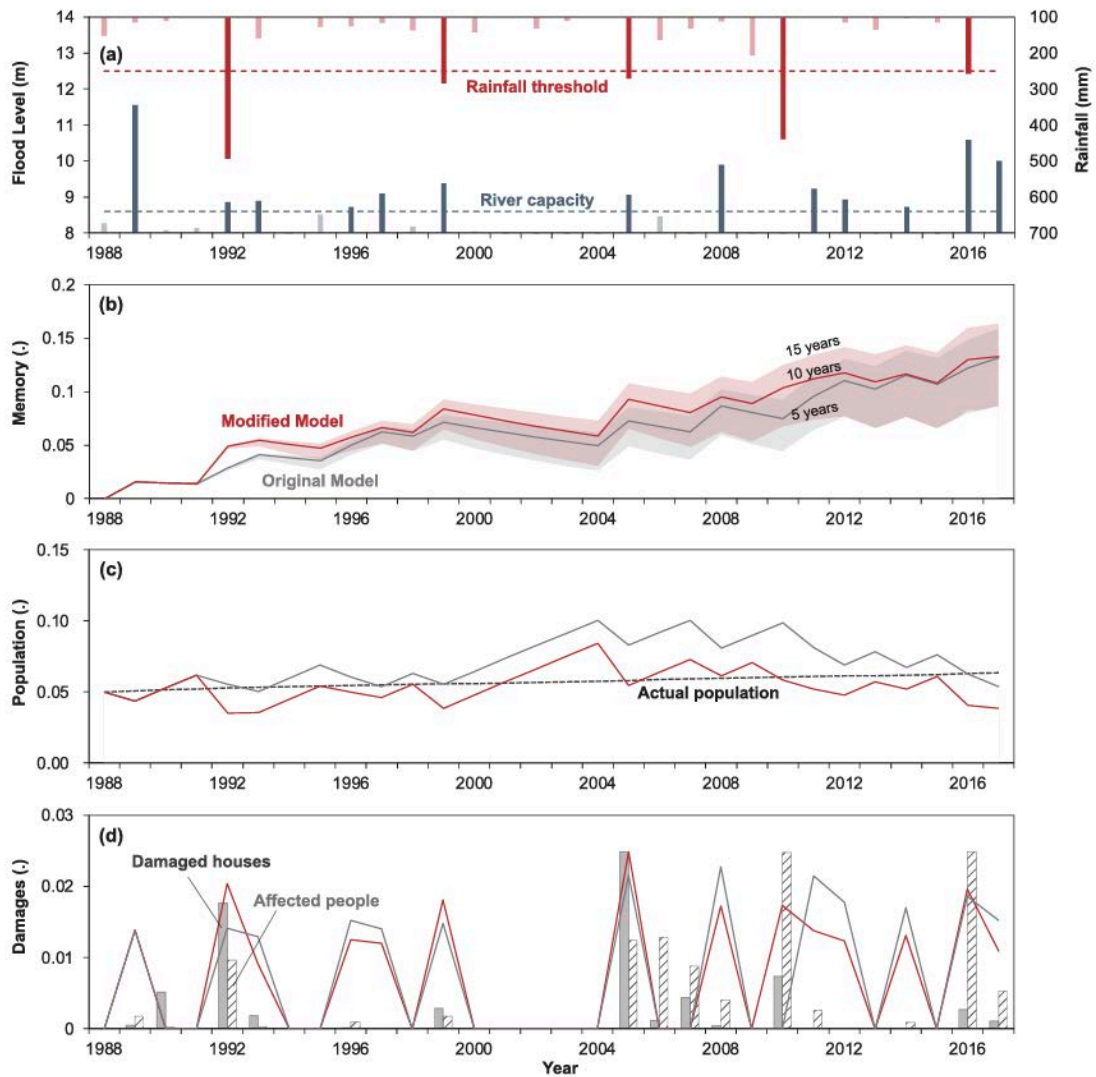 14
13
12
11
10
9
8
Flood Level (m)
(a)
Rainfall threshold
River capacity
100
200
300
400
500
600
700
Rainfall (mm)
1988 1992 1996 2000 2004 2008 2012 2016
0.2
0.15
0.1
0.05
0
Memory (.)
(b)
15 years
10 years
5 years
Modified Model
Original Model
1988 1992 1996 2000 2004 2008 2012 2016
0.15
0.10
0.05
0.00
Population (.)
(c)
Actual population
1988 1992 1996 2000 2004 2008 2012 2016
0.03
0.02
0.01
0
Damages (.)
(d)
Damaged houses
Affected people
1988 1992 1996 2000 2004 2008 2012 2016
Year